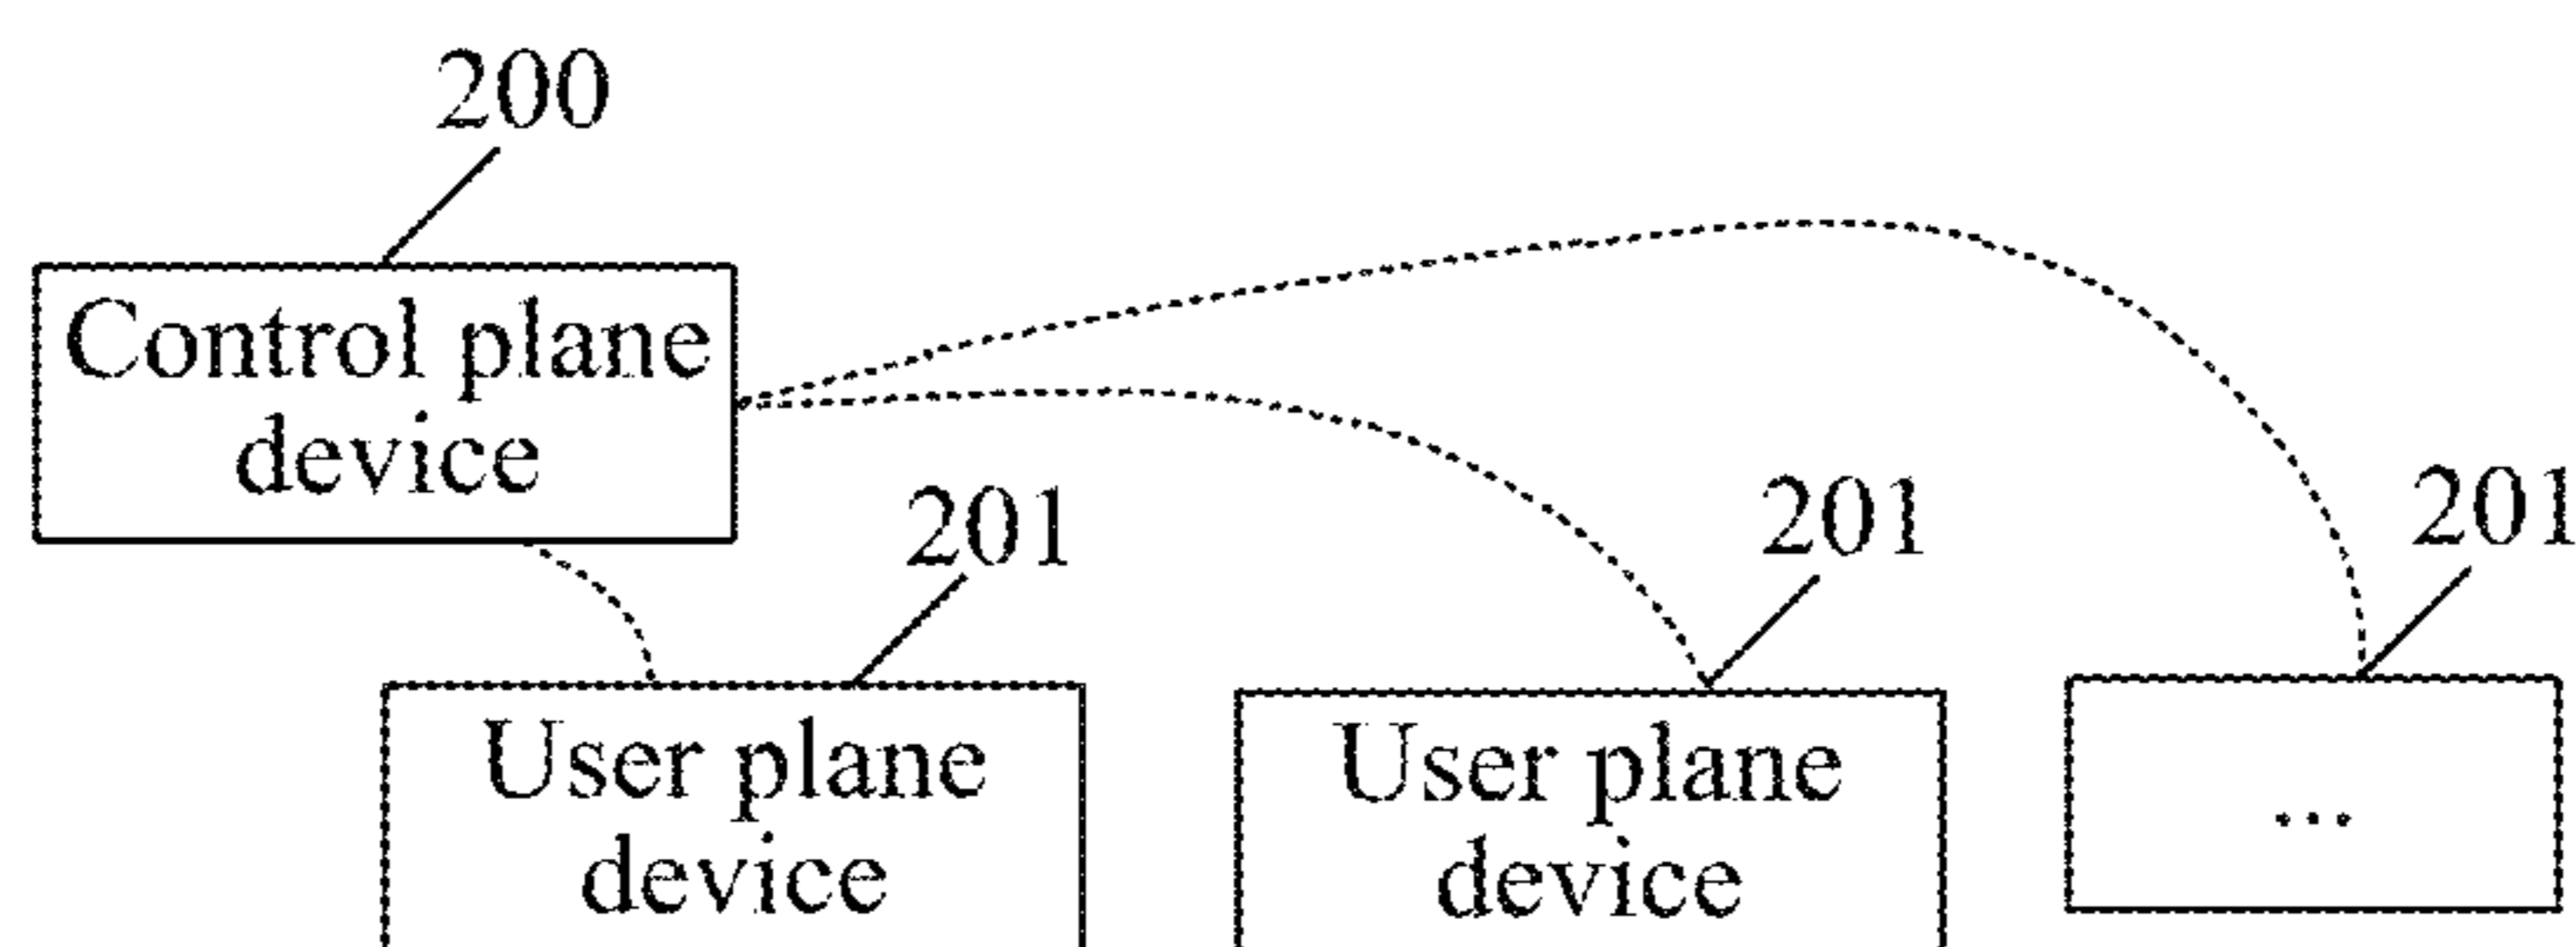 200
Control plane
device
201
201
201
User plane
device
User plane
device
...